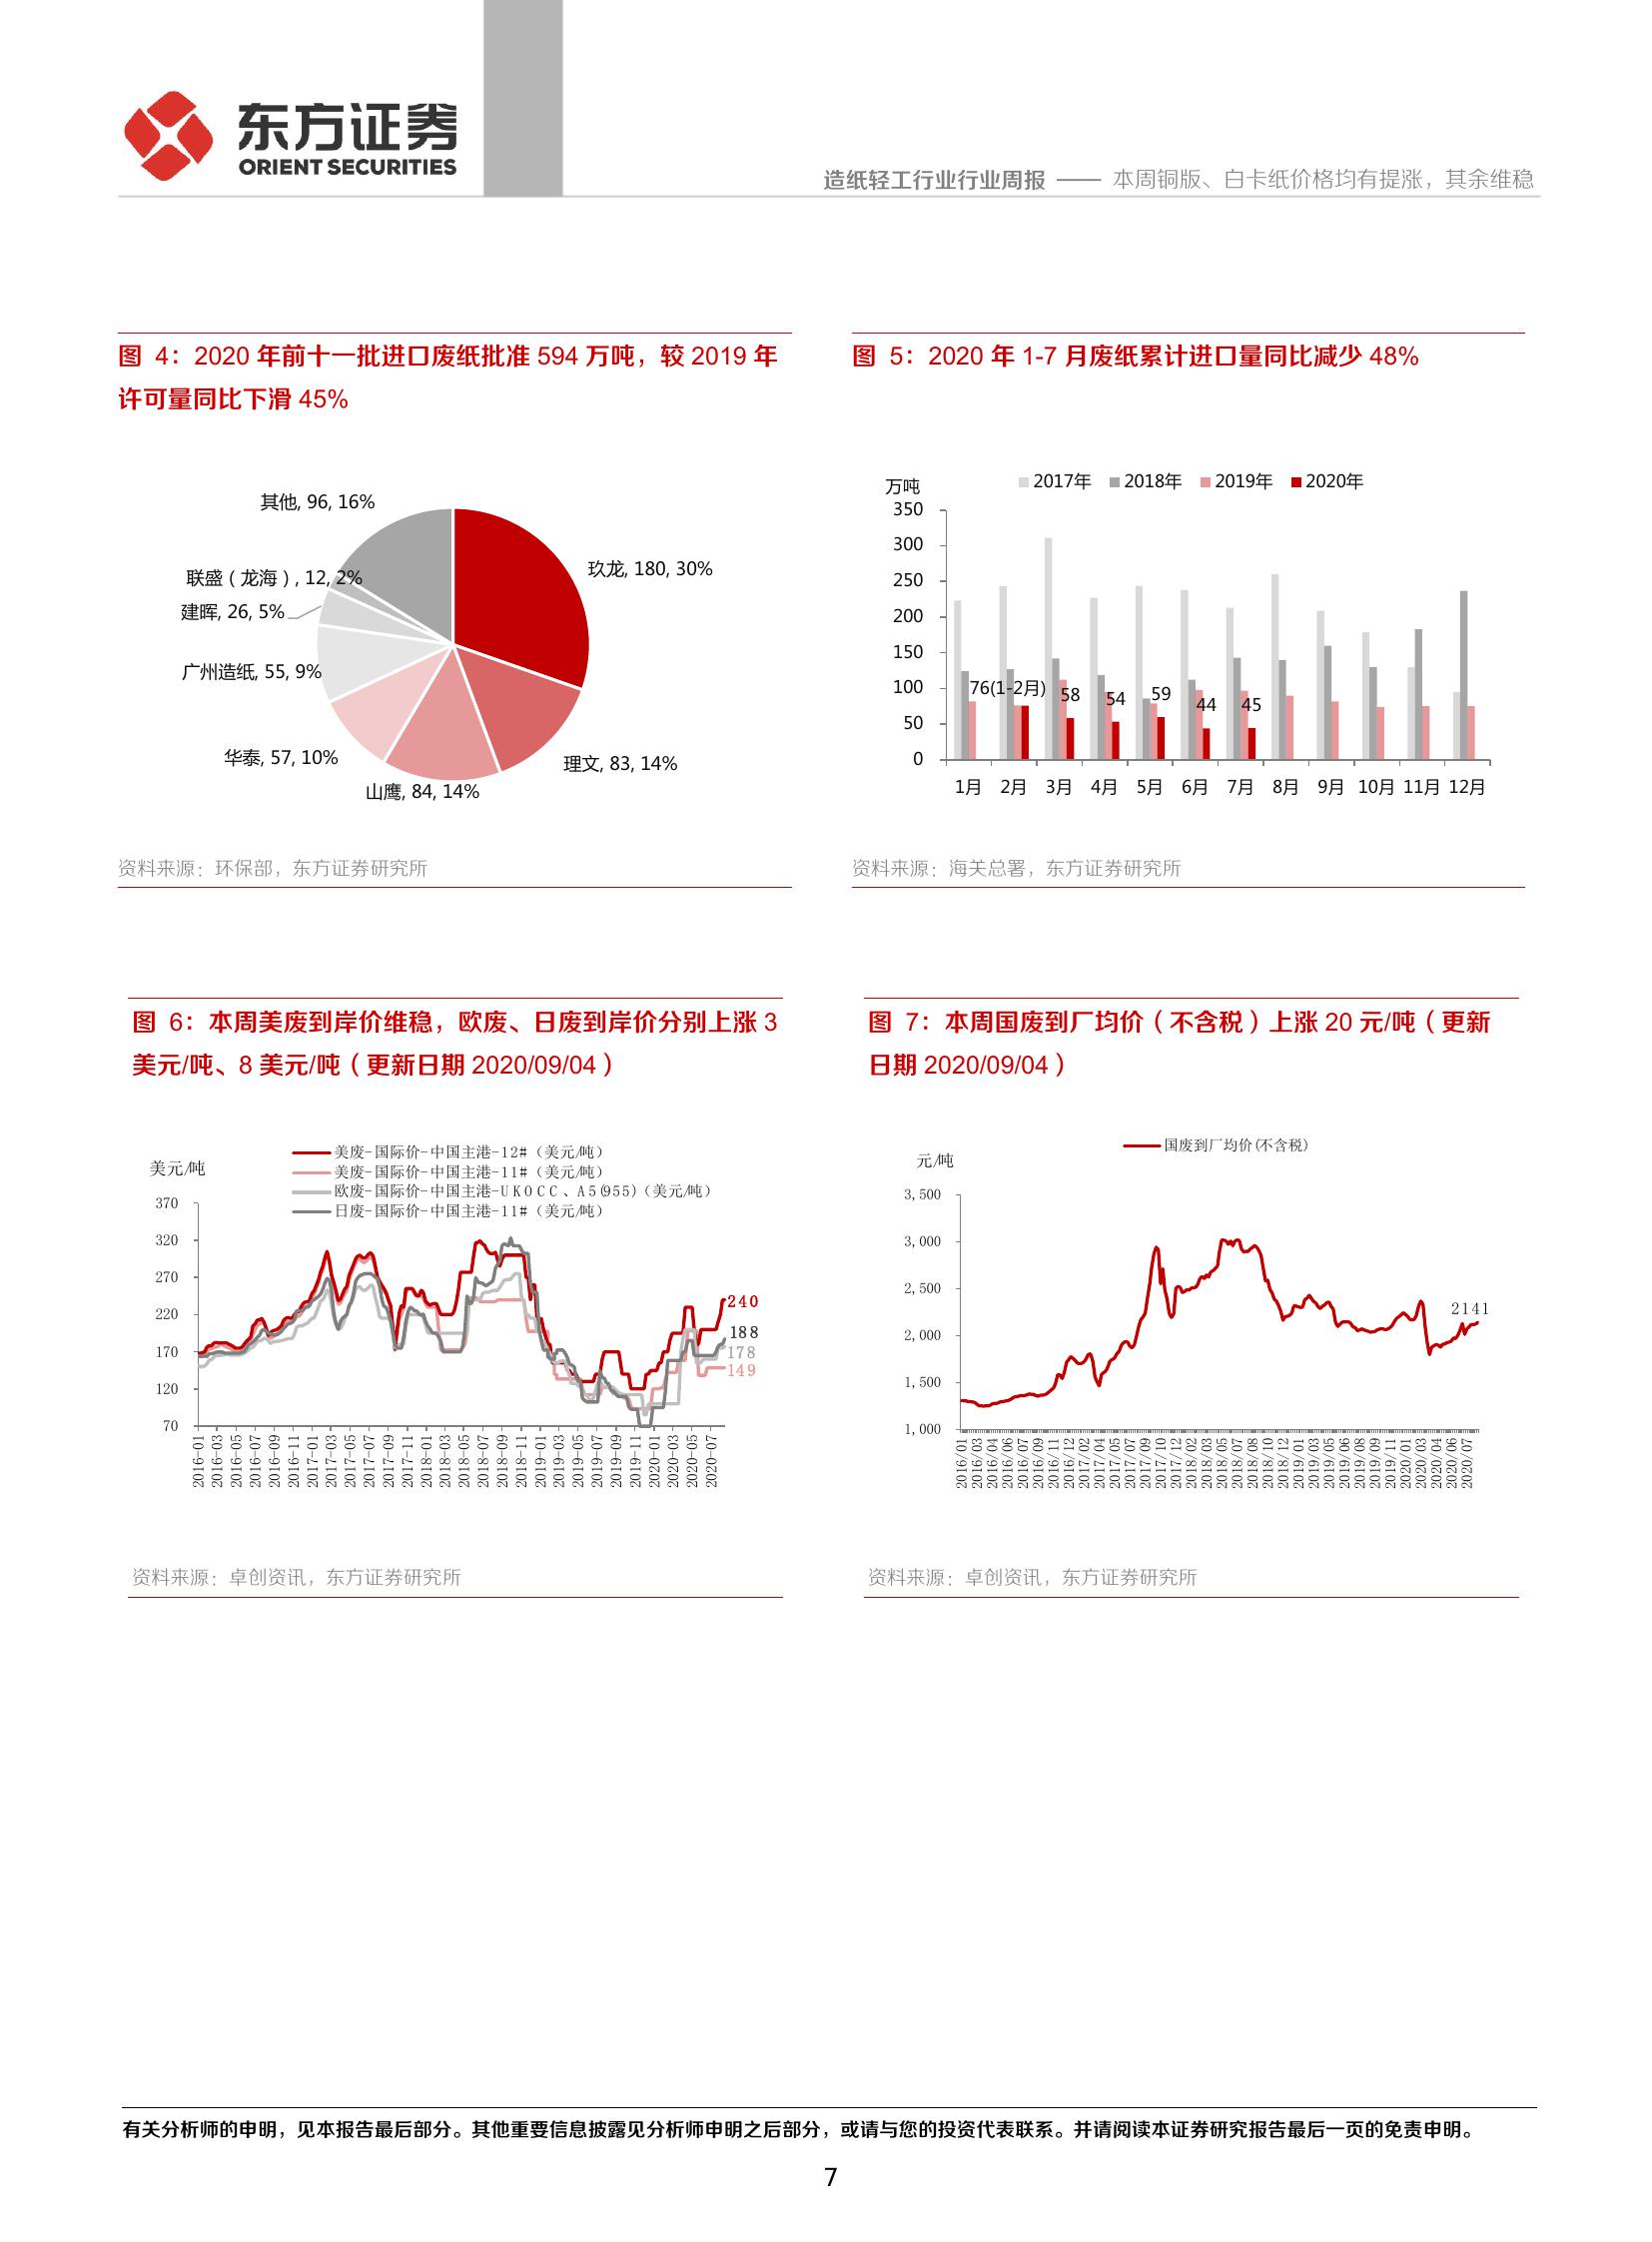 东方证券
ORIENT SECURITIES
造纸轻工行业行业周报 —— 本周铜版、白卡纸价格均有提涨，其余维稳
图 4：2020 年前十一批进口废纸批准 594 万吨，较 2019 年
许可量同比下滑 45%
其他, 96, 16%
联盛（龙海）, 12, 2%
建晖, 26, 5%
广州造纸, 55, 9%
华泰, 57, 10%
山鹰, 84, 14%
理文, 83, 14%
玖龙, 180, 30%
资料来源：环保部，东方证券研究所
图 5：2020 年 1-7 月废纸累计进口量同比减少 48%
万吨
2017年 2018年 2019年 2020年
350
300
250
200
150
100
50
0
76(1-2月) 58 54 59 44 45
1月 2月 3月 4月 5月 6月 7月 8月 9月 10月 11月 12月
资料来源：海关总署，东方证券研究所
图 6：本周美废到岸价维稳，欧废、日废到岸价分别上涨 3
美元/吨、8 美元/吨（更新日期 2020/09/04）
美元/吨
美废-国际价-中国主港-12#（美元/吨）
美废-国际价-中国主港-11#（美元/吨）
欧废-国际价-中国主港-UKOCC、A5(955)（美元/吨）
日废-国际价-中国主港-11#（美元/吨）
370
320
270
220
170
120
70
240
188
178
149
2016-01 2016-03 2016-05 2016-07 2016-09 2016-11 2017-01 2017-03 2017-05 2017-07 2017-09 2017-11 2018-01 2018-03 2018-05 2018-07 2018-09 2018-11 2019-01 2019-03 2019-05 2019-07 2019-09 2019-11 2020-01 2020-03 2020-05 2020-07
资料来源：卓创资讯，东方证券研究所
图 7：本周国废到厂均价（不含税）上涨 20 元/吨（更新
日期 2020/09/04）
元/吨
国废到厂均价(不含税)
3,500
3,000
2,500
2,000
1,500
1,000
2141
2016/01 2016/03 2016/04 2016/06 2016/07 2016/09 2016/11 2016/12 2017/02 2017/04 2017/05 2017/07 2017/09 2017/10 2017/12 2018/02 2018/03 2018/05 2018/07 2018/08 2018/10 2018/12 2019/01 2019/03 2019/05 2019/06 2019/08 2019/09 2019/11 2020/01 2020/03 2020/04 2020/06 2020/07
资料来源：卓创资讯，东方证券研究所
有关分析师的申明，见本报告最后部分。其他重要信息披露见分析师申明之后部分，或请与您的投资代表联系。并请阅读本证券研究报告最后一页的免责申明。
7